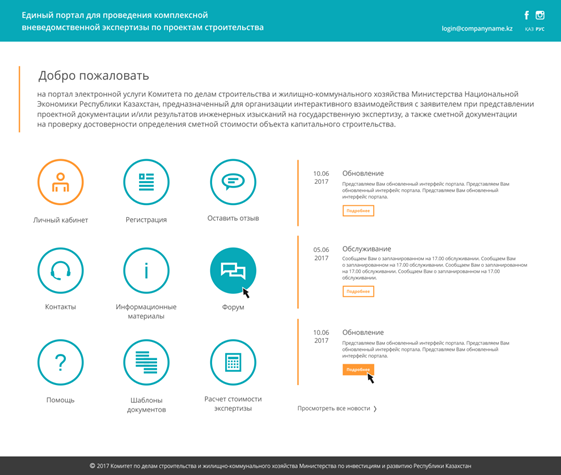 Единый портал для проведения комплексной
вневедомственной экспертизы по проектам строительства
login@companyname.kz
ҚАЗ РУС
Добро пожаловать
на портал электронной услуги Комитета по делам строительства и жилищно-коммунального хозяйства Министерства Национальной
Экономики Республики Казахстан, предназначенный для организации интерактивного взаимодействия с заявителем при представлении
проектной документации и/или результатов инженерных изысканий на государственную экспертизу, а также сметной документации
на проверку достоверности определения сметной стоимости объекта капитального строительства.
Личный кабинет
Регистрация
Оставить отзыв
Контакты
Информационные
материалы
Форум
Помощь
Шаблоны
документов
Расчет стоимости
экспертизы
10.06
2017
Обновление
Представляем Вам обновленный интерфейс портала. Представляем Вам
обновленный интерфейс портала. Представляем Вам обновленный
интерфейс портала.
Подробнее
05.06
2017
Обслуживание
Сообщаем Вам о запланированном на 17.00 обслуживании. Сообщаем Вам
о запланированном на 17.00 обслуживании. Сообщаем Вам о запланированном
на 17.00 обслуживании. Сообщаем Вам о запланированном на 17.00
обслуживании.
Подробнее
10.06
2017
Обновление
Представляем Вам обновленный интерфейс портала. Представляем Вам
обновленный интерфейс портала. Представляем Вам обновленный
интерфейс портала.
Подробнее
Просмотреть все новости
© 2017 Комитет по делам строительства и жилищно-коммунального хозяйства Министерства по инвестициям и развитию Республики Казахстан